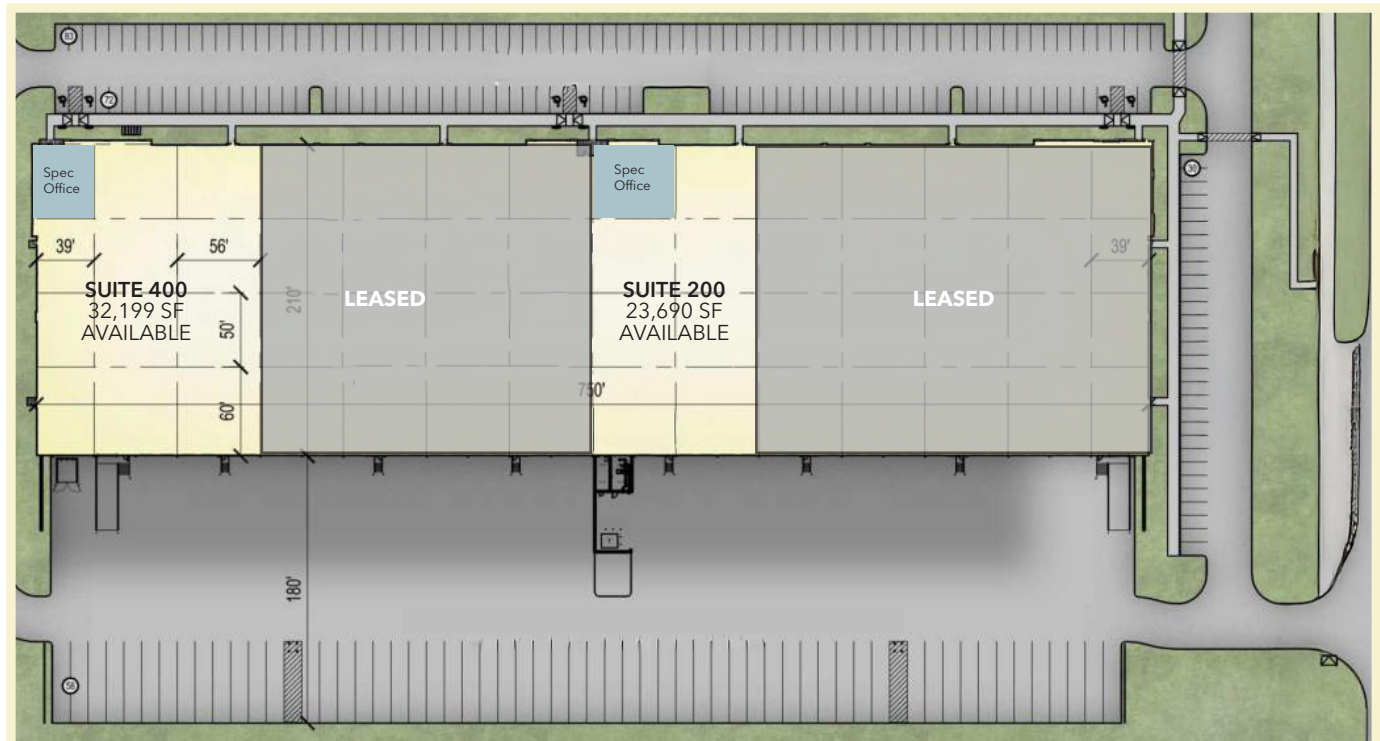 83
72
Spec
Office
Spec
Office
30
39'
56'
39'
SUITE 400
32,199 SF
AVAILABLE
210'
LEASED
SUITE 200
23,690 SF
AVAILABLE
LEASED
50'
750'
60'
180'
58